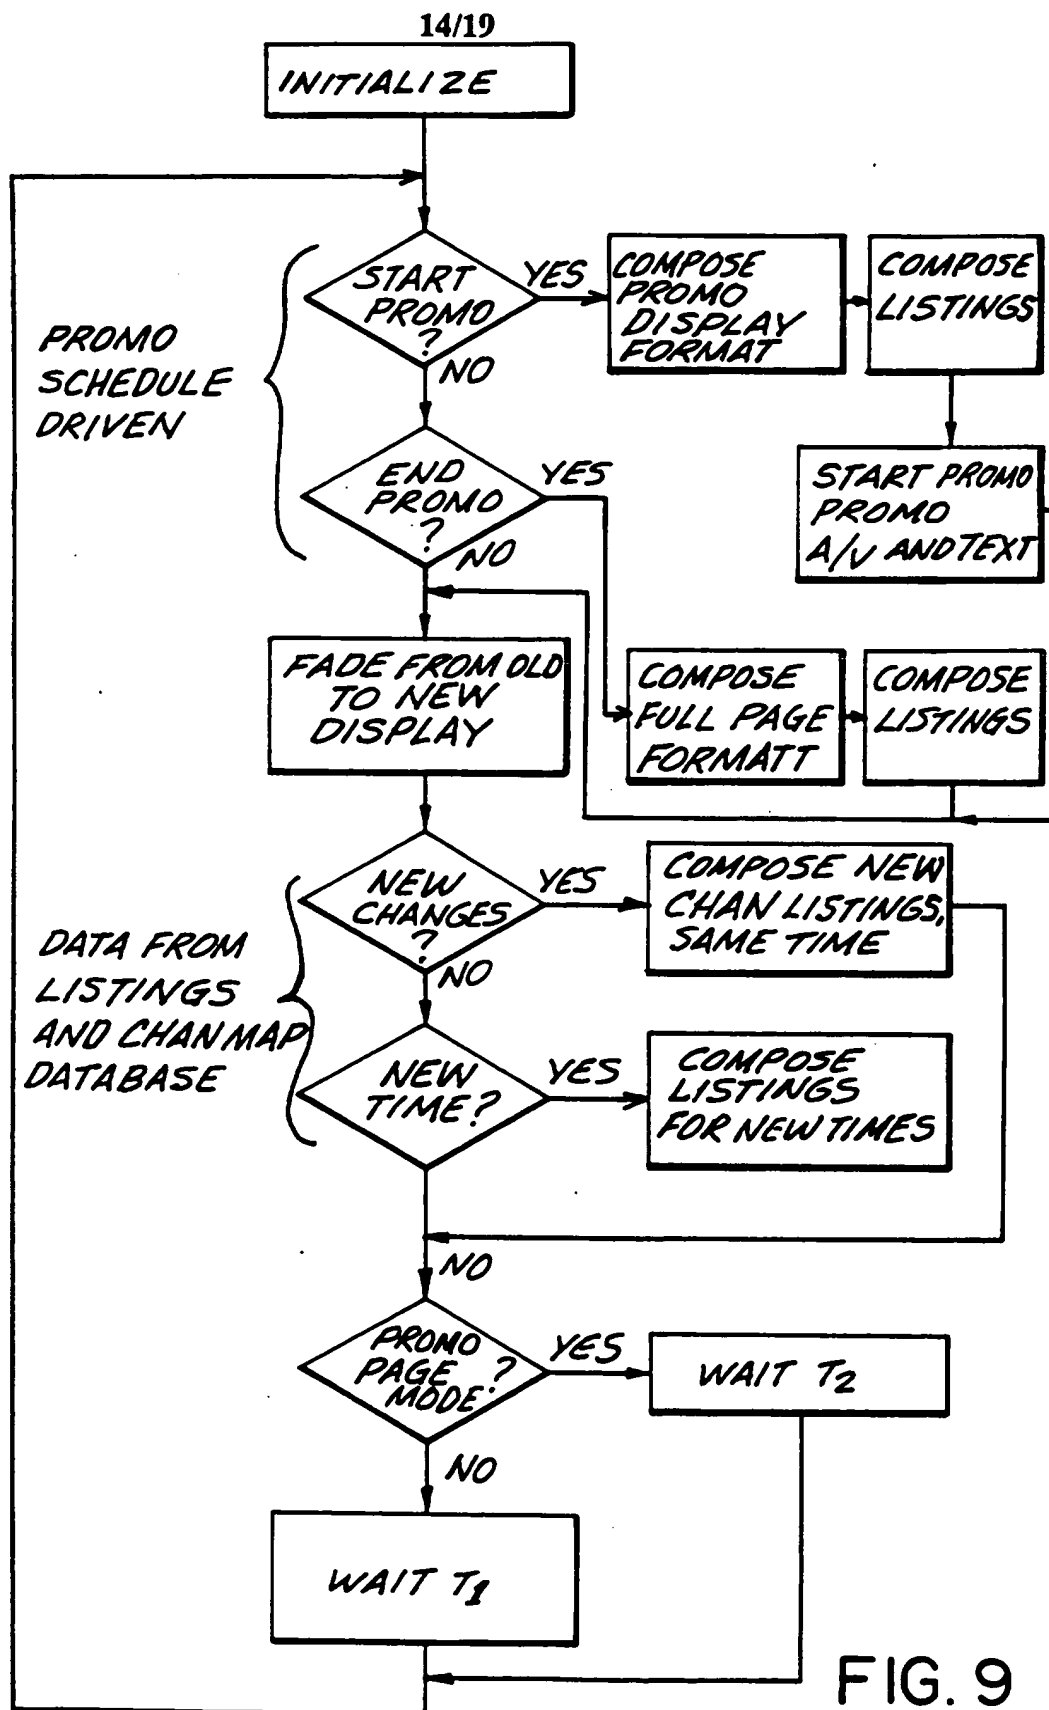 14/19
INITIALIZE
START
PROMO
?
YES
NO
COMPOSE
PROMO
DISPLAY
FORMAT
COMPOSE
LISTINGS
PROMO
SCHEDULE
DRIVEN
END
PROMO
?
YES
NO
START PROMO
PROMO
A/V AND TEXT
FADE FROM OLD
TO NEW
DISPLAY
COMPOSE
FULL PAGE
FORMATT
COMPOSE
LISTINGS
NEW
CHANGES
?
YES
NO
COMPOSE NEW
CHAN LISTINGS,
SAME TIME
DATA FROM
LISTINGS
AND CHAN MAP
DATABASE
NEW
TIME?
YES
COMPOSE
LISTINGS
FOR NEW TIMES
NO
PROMO
PAGE ?
MODE
YES
NO
WAIT T2
WAIT T1
FIG. 9